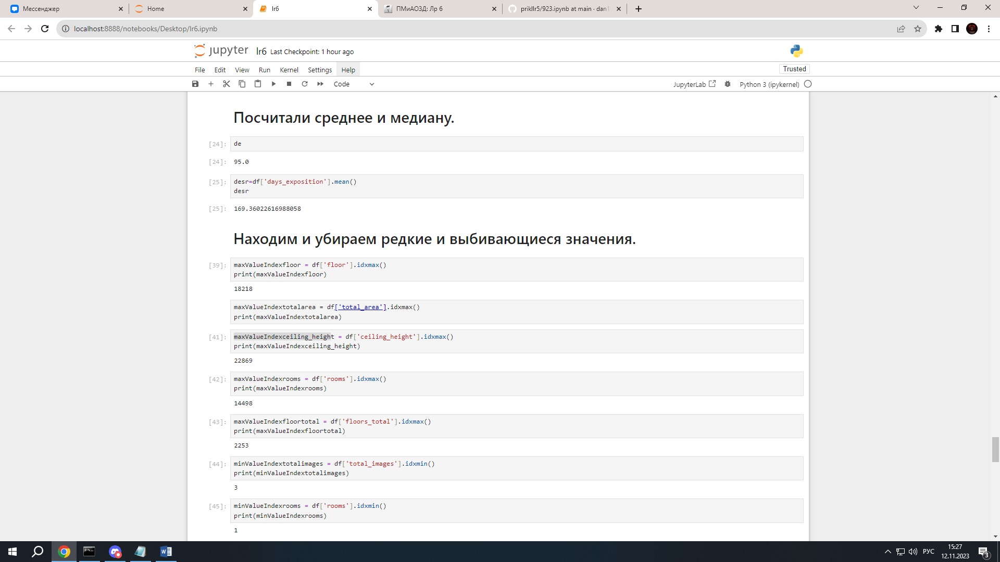 Мессенджер
Home
lr6
ПМиАОЗД: Лр 6
prikllr5/923.ipynb at main · dan1
localhost:8888/notebooks/Desktop/lr6.ipynb
jupyter lr6 Last Checkpoint: 1 hour ago
File Edit View Run Kernel Settings Help
Trusted
Code
JupyterLab
Python 3 (ipykernel)
Посчитали среднее и медиану.
[24]: de
[24]: 95.0
[25]: desr=df['days_exposition'].mean()
desr
[25]: 169.36022616988058
Находим и убираем редкие и выбивающиеся значения.
[39]: maxValueIndexfloor = df['floor'].idxmax()
print(maxValueIndexfloor)
18218
maxValueIndextotalarea = df['total_area'].idxmax()
print(maxValueIndextotalarea)
[41]: maxValueIndexceiling_height = df['ceiling_height'].idxmax()
print(maxValueIndexceiling_height)
22869
[42]: maxValueIndexrooms = df['rooms'].idxmax()
print(maxValueIndexrooms)
14498
[43]: maxValueIndexfloortotal = df['floors_total'].idxmax()
print(maxValueIndexfloortotal)
2253
[44]: minValueIndextotalimages = df['total_images'].idxmin()
print(minValueIndextotalimages)
3
[45]: minValueIndexrooms = df['rooms'].idxmin()
print(minValueIndexrooms)
1
РУС
15:27
12.11.2023
3